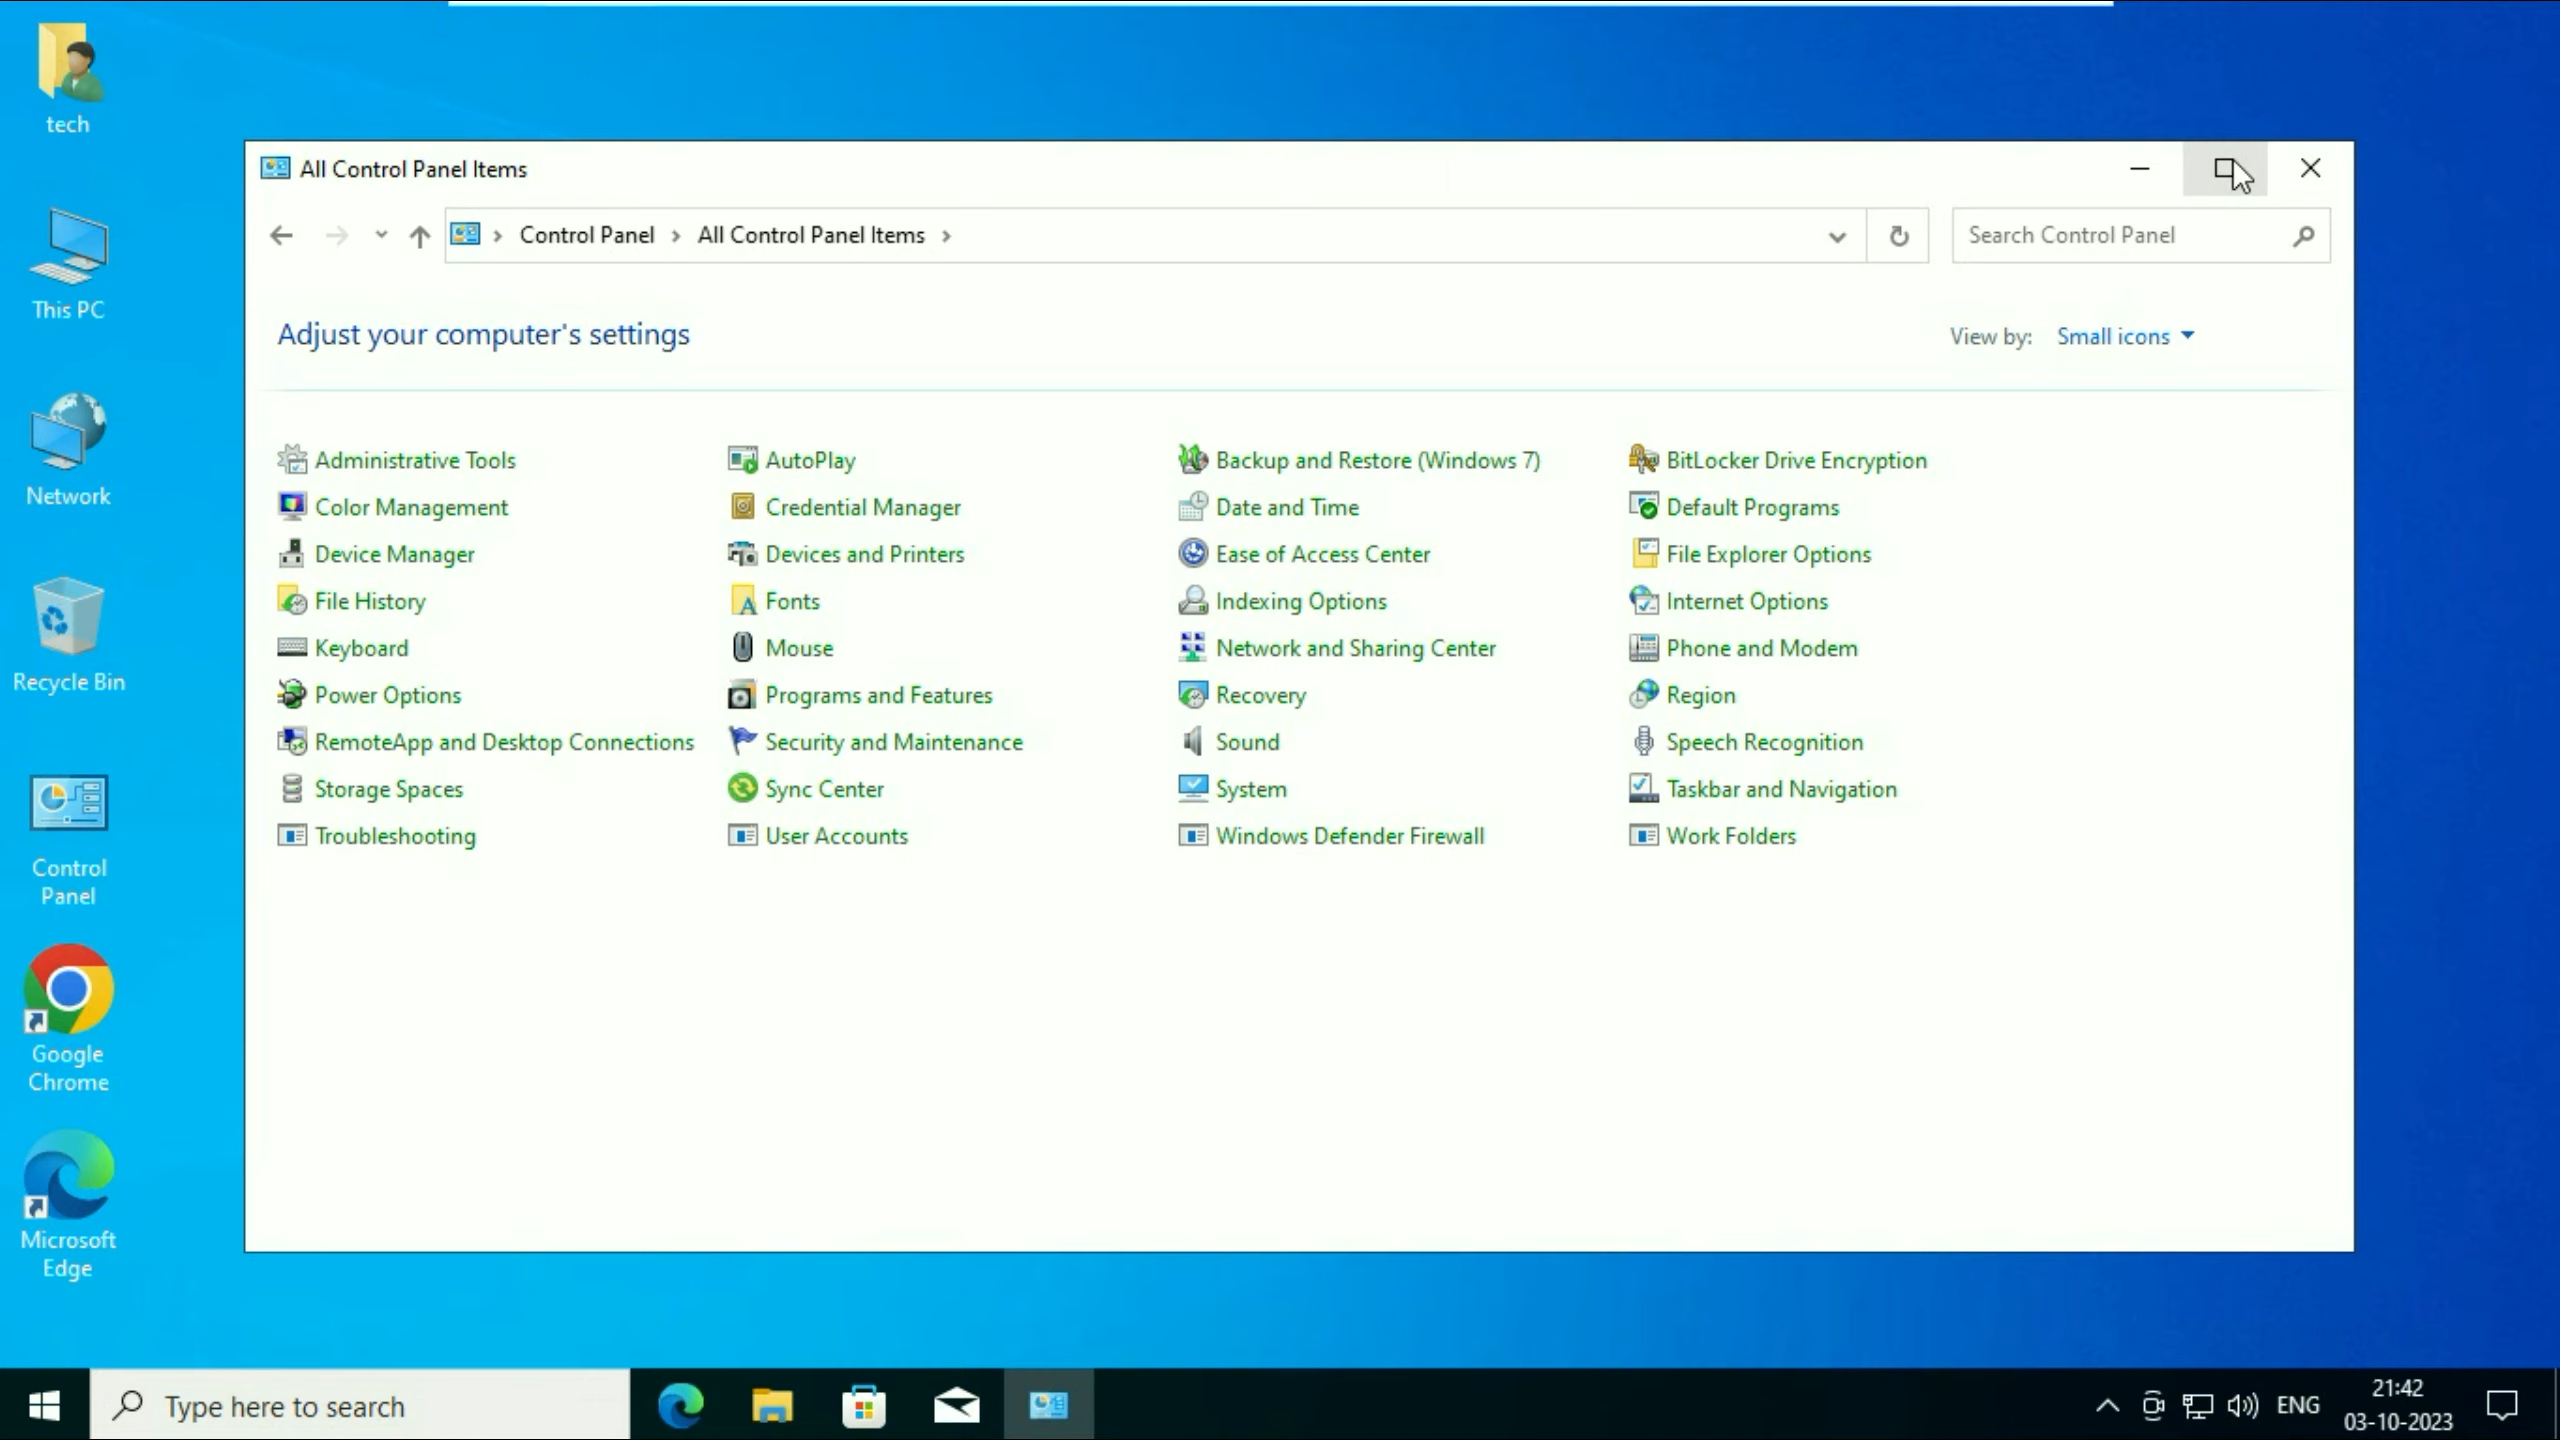 tech
This PC
Network
Recycle Bin
Control
Panel
Google
Chrome
Microsoft
Edge
All Control Panel Items
Control Panel
All Control Panel Items
Search Control Panel
Adjust your computer's settings
View by: Small icons
Administrative Tools
AutoPlay
Backup and Restore (Windows 7)
BitLocker Drive Encryption
Color Management
Credential Manager
Date and Time
Default Programs
Device Manager
Devices and Printers
Ease of Access Center
File Explorer Options
File History
Fonts
Indexing Options
Internet Options
Keyboard
Mouse
Network and Sharing Center
Phone and Modem
Power Options
Programs and Features
Recovery
Region
RemoteApp and Desktop Connections
Security and Maintenance
Sound
Speech Recognition
Storage Spaces
Sync Center
System
Taskbar and Navigation
Troubleshooting
User Accounts
Windows Defender Firewall
Work Folders
Type here to search
ENG
21:42
03-10-2023